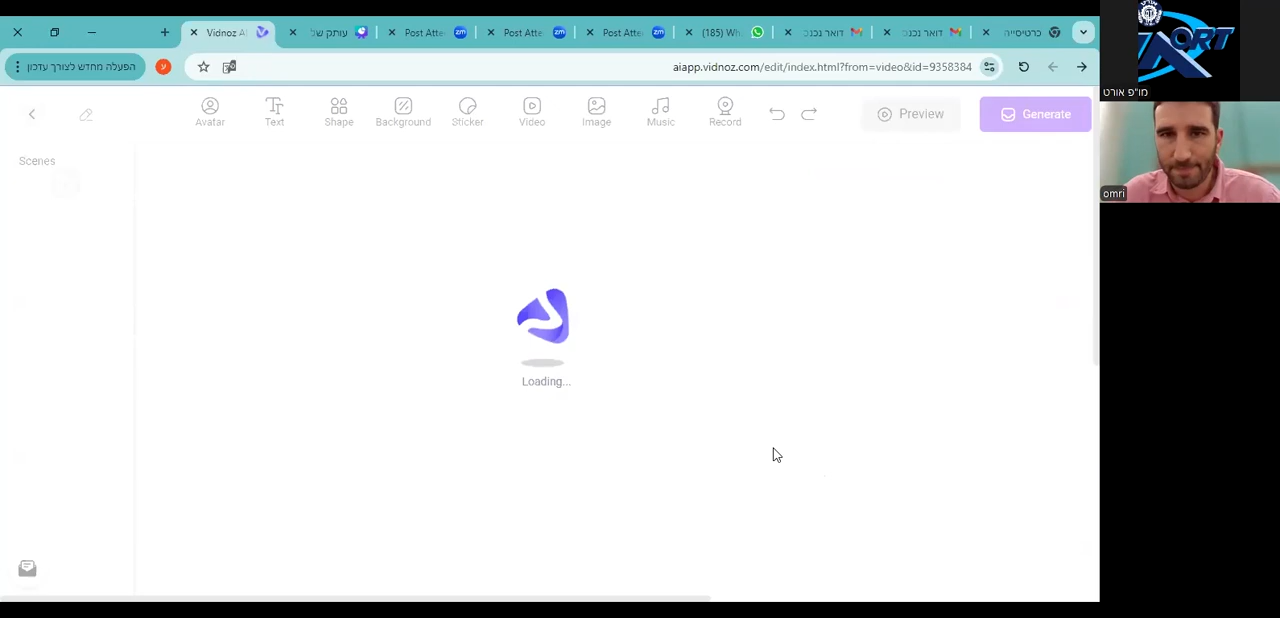 Vidnoz AI
עותק של
Post Atte
Post Atte
Post Atte
(185) Wh
דואר נכנס
דואר נכנס
כרטיסייה
הפעלה מחדש לצורך עדכון
ע
aiapp.vidnoz.com/edit/index.html?from=video&id=9358384
Avatar
Text
Shape
Background
Sticker
Video
Image
Music
Record
Preview
Generate
Scenes
Loading...
ORT
מו"פ אורט
omri